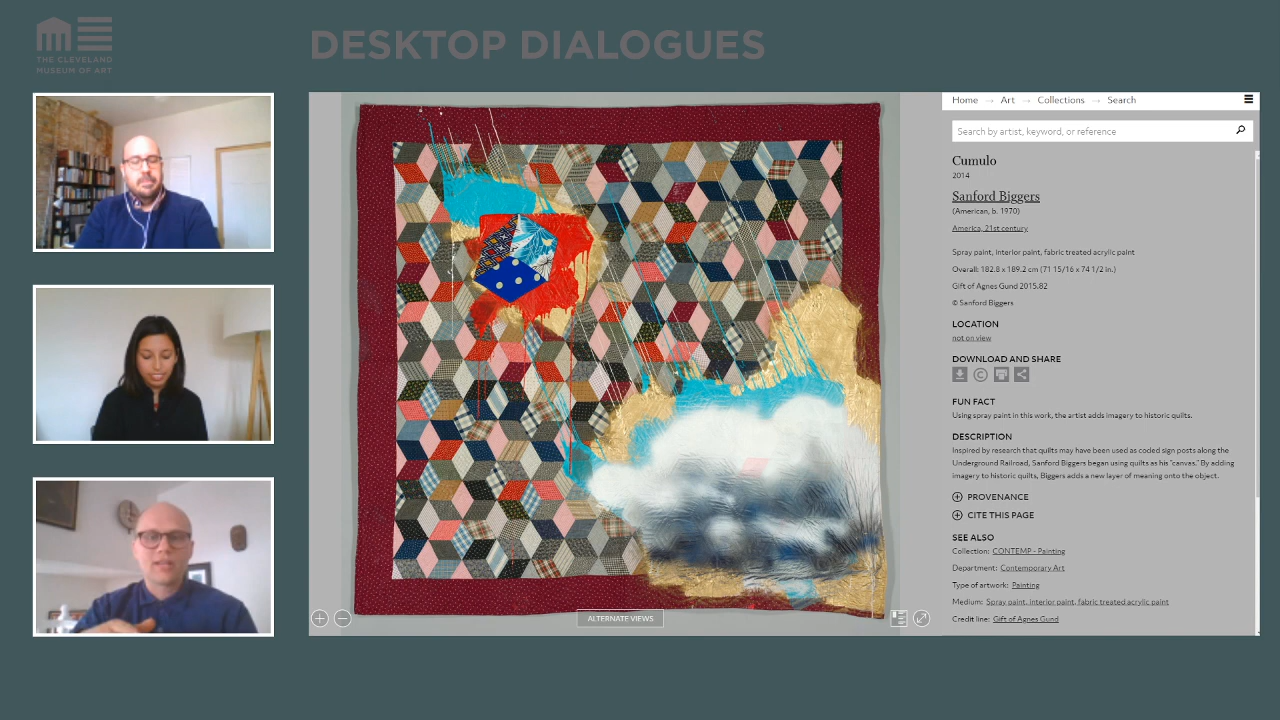 THE CLEVELAND
MUSEUM OF ART
DESKTOP DIALOGUES
Home → Art → Collections → Search
Search by artist, keyword, or reference
Cumulo
2014
Sanford Biggers
(American, b. 1970)
America, 21st century
Spray paint, interior paint, fabric treated acrylic paint
Overall: 182.8 x 189.2 cm (71 15/16 x 74 1/2 in.)
Gift of Agnes Gund 2015.82
© Sanford Biggers
LOCATION
not on view
DOWNLOAD AND SHARE
FUN FACT
Using spray paint in this work, the artist adds imagery to historic quilts.
DESCRIPTION
Inspired by research that quilts may have been used as coded sign posts along the
Underground Railroad, Sanford Biggers began using quilts as his "canvas." By adding
imagery to historic quilts, Biggers adds a new layer of meaning onto the object.
PROVENANCE
CITE THIS PAGE
SEE ALSO
Collection: CONTEMP - Painting
Department: Contemporary Art
Type of artwork: Painting
Medium: Spray paint, interior paint, fabric treated acrylic paint
Credit line: Gift of Agnes Gund
ALTERNATE VIEWS